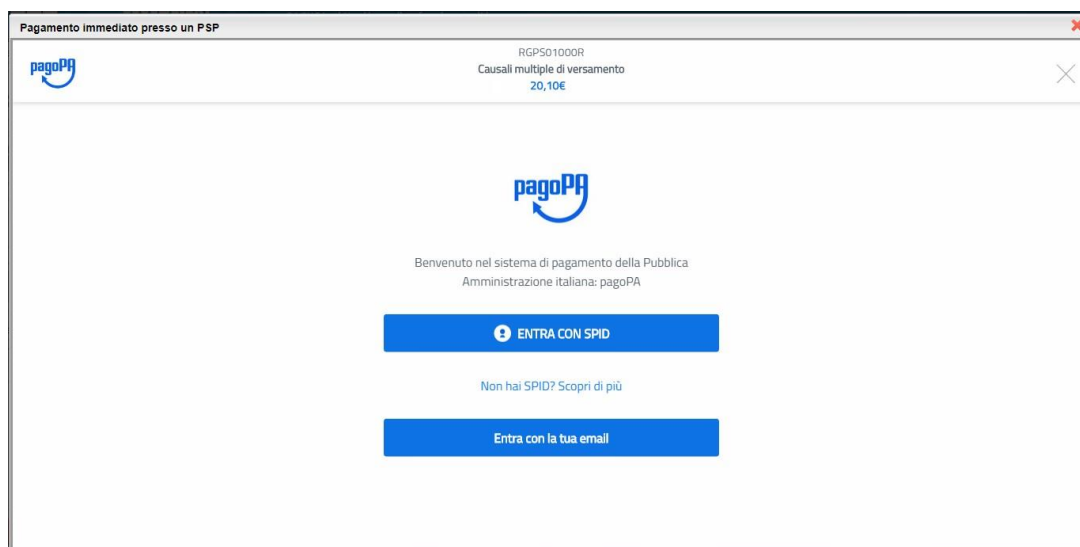 Pagamento immediato presso un PSP
pagoPA
RGPS01000R
Causali multiple di versamento
20,10€
pagoPA
Benvenuto nel sistema di pagamento della Pubblica
Amministrazione italiana: pagoPA
ENTRA CON SPID
Non hai SPID? Scopri di più
Entra con la tua email